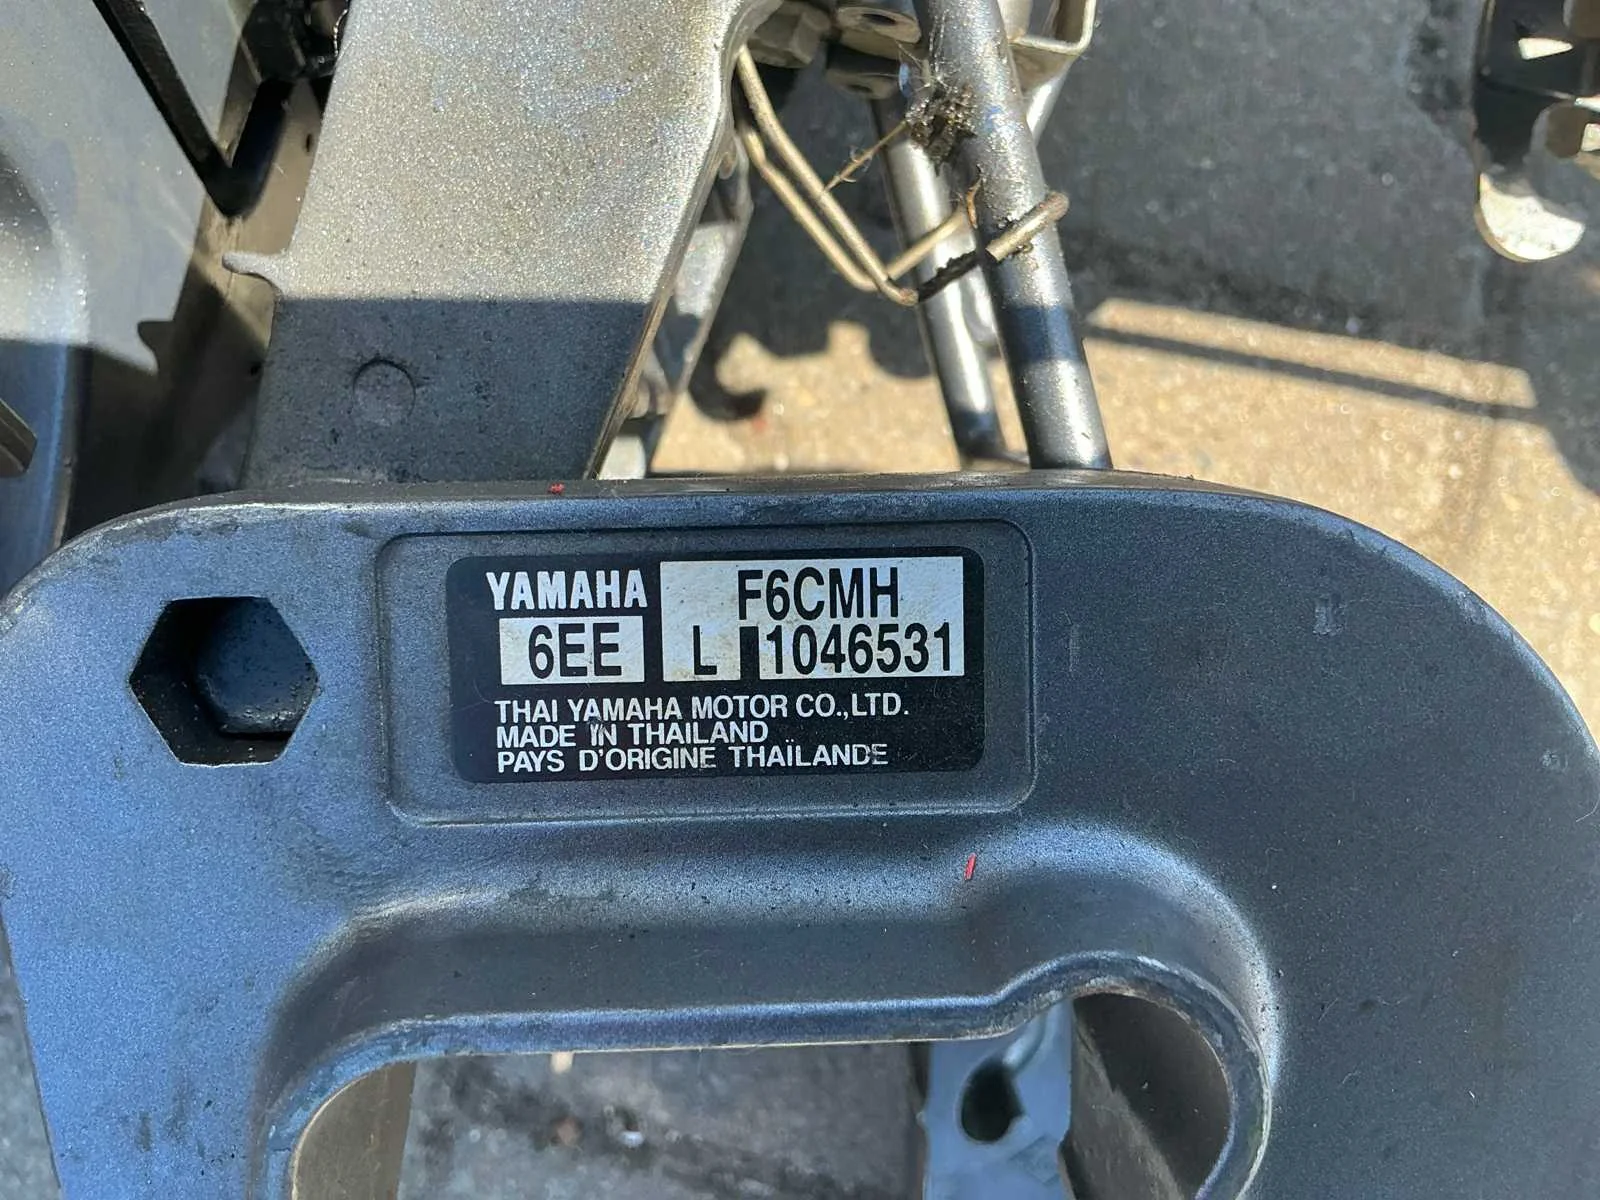 YAMAHA F6CMH
6EE L 1046531
THAI YAMAHA MOTOR CO.,LTD.
MADE IN THAILAND
PAYS D'ORIGINE THAÏLANDE